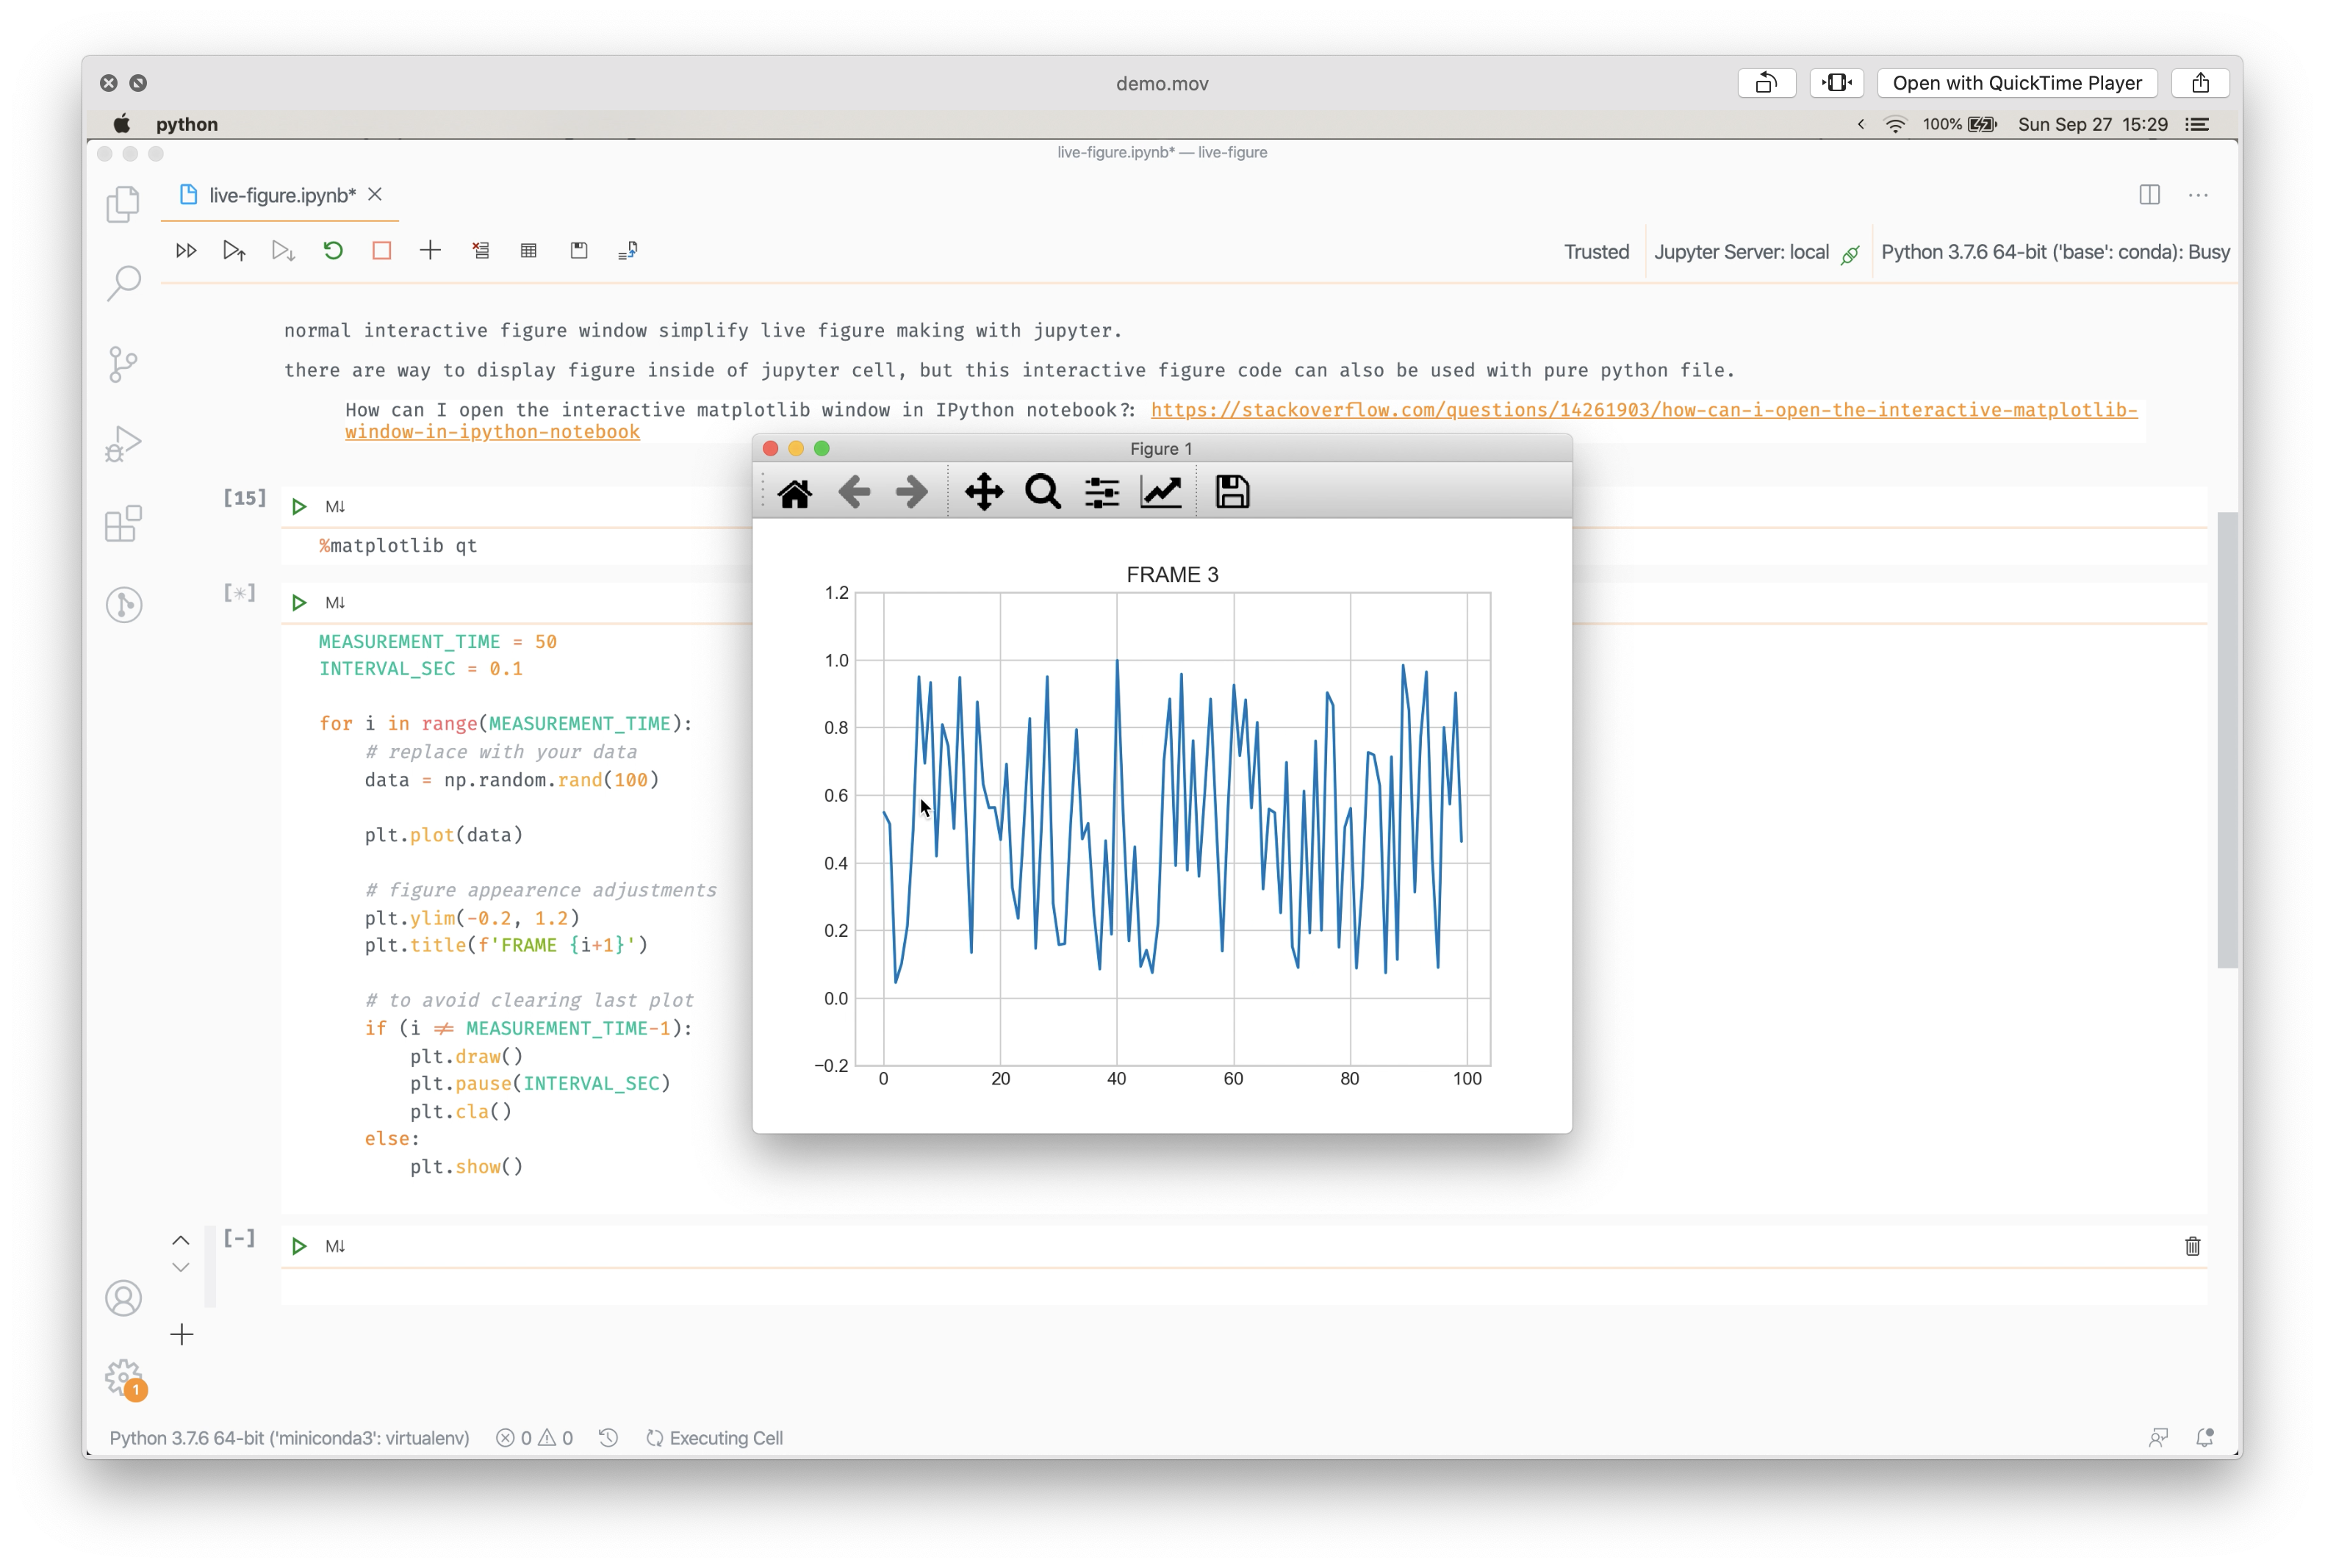 demo.mov
Open with QuickTime Player
python
100%
Sun Sep 27 15:29
live-figure.ipynb* — live-figure
live-figure.ipynb*
Trusted
Jupyter Server: local
Python 3.7.6 64-bit ('base': conda): Busy
normal interactive figure window simplify live figure making with jupyter.
there are way to display figure inside of jupyter cell, but this interactive figure code can also be used with pure python file.
How can I open the interactive matplotlib window in IPython notebook?: https://stackoverflow.com/questions/14261903/how-can-i-open-the-interactive-matplotlib-
window-in-ipython-notebook
[15]
M↓
%matplotlib qt
[*]
M↓
MEASUREMENT_TIME = 50
INTERVAL_SEC = 0.1
for i in range(MEASUREMENT_TIME):
# replace with your data
data = np.random.rand(100)
plt.plot(data)
# figure appearence adjustments
plt.ylim(-0.2, 1.2)
plt.title(f'FRAME {i+1}')
# to avoid clearing last plot
if (i ≠ MEASUREMENT_TIME-1):
plt.draw()
plt.pause(INTERVAL_SEC)
plt.cla()
else:
plt.show()
Figure 1
FRAME 3
1.2
1.0
0.8
0.6
0.4
0.2
0.0
−0.2
0 20 40 60 80 100
[-]
M↓
1
Python 3.7.6 64-bit ('miniconda3': virtualenv)
0
0
Executing Cell